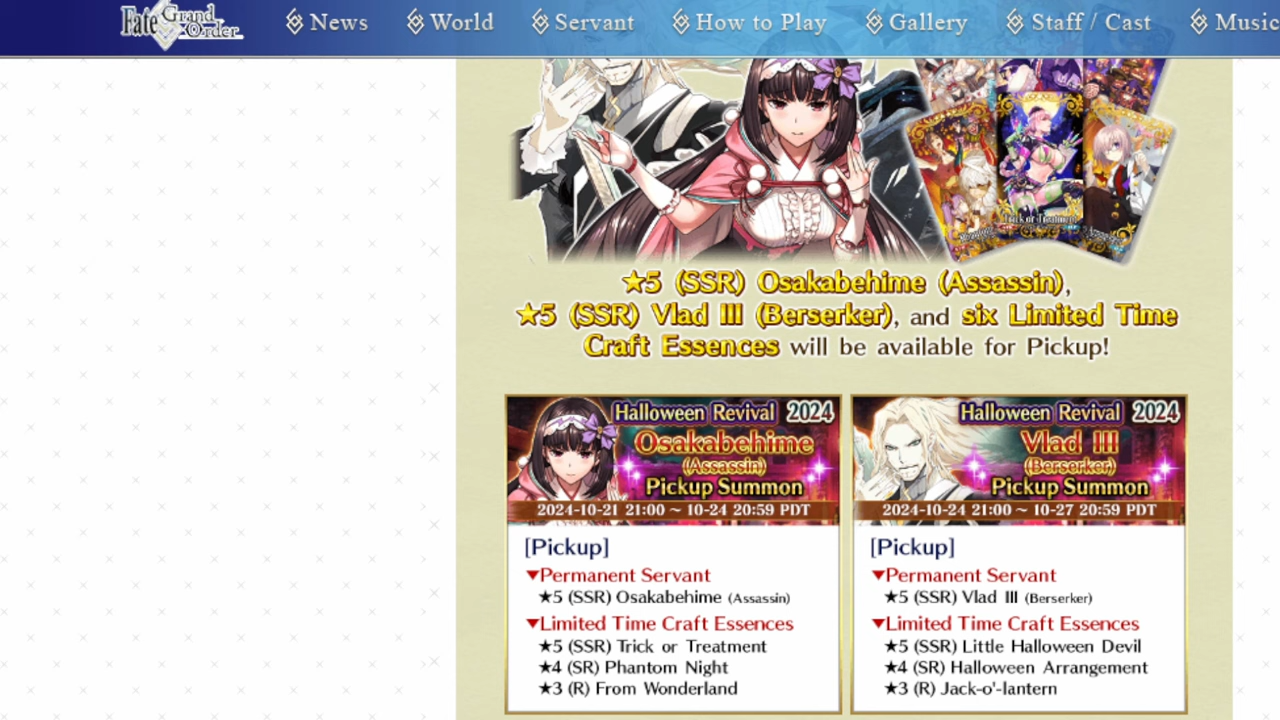 Fate Grand Order
News
World
Servant
How to Play
Gallery
Staff / Cast
Music
Trick or Treatment
★5 (SSR) Osakabehime (Assassin),
★5 (SSR) Vlad III (Berserker), and six Limited Time
Craft Essences will be available for Pickup!
Halloween Revival 2024
Osakabehime
(Assassin)
Pickup Summon
2024-10-21 21:00 ~ 10-24 20:59 PDT
[Pickup]
▼Permanent Servant
★5 (SSR) Osakabehime (Assassin)
▼Limited Time Craft Essences
★5 (SSR) Trick or Treatment
★4 (SR) Phantom Night
★3 (R) From Wonderland
Halloween Revival 2024
Vlad III
(Berserker)
Pickup Summon
2024-10-24 21:00 ~ 10-27 20:59 PDT
[Pickup]
▼Permanent Servant
★5 (SSR) Vlad III (Berserker)
▼Limited Time Craft Essences
★5 (SSR) Little Halloween Devil
★4 (SR) Halloween Arrangement
★3 (R) Jack-o'-lantern